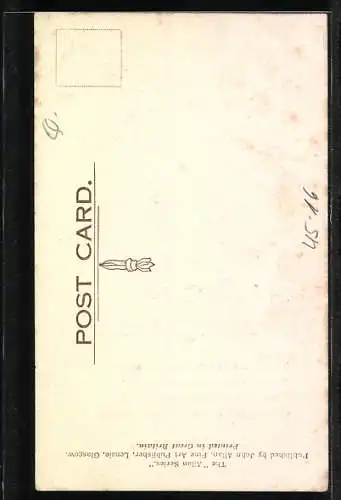 POST CARD.
The "Allan Series."
Published by John Allan, Fine Art Publisher, Lenzie, Glasgow.
Printed in Great Britain.
45-16